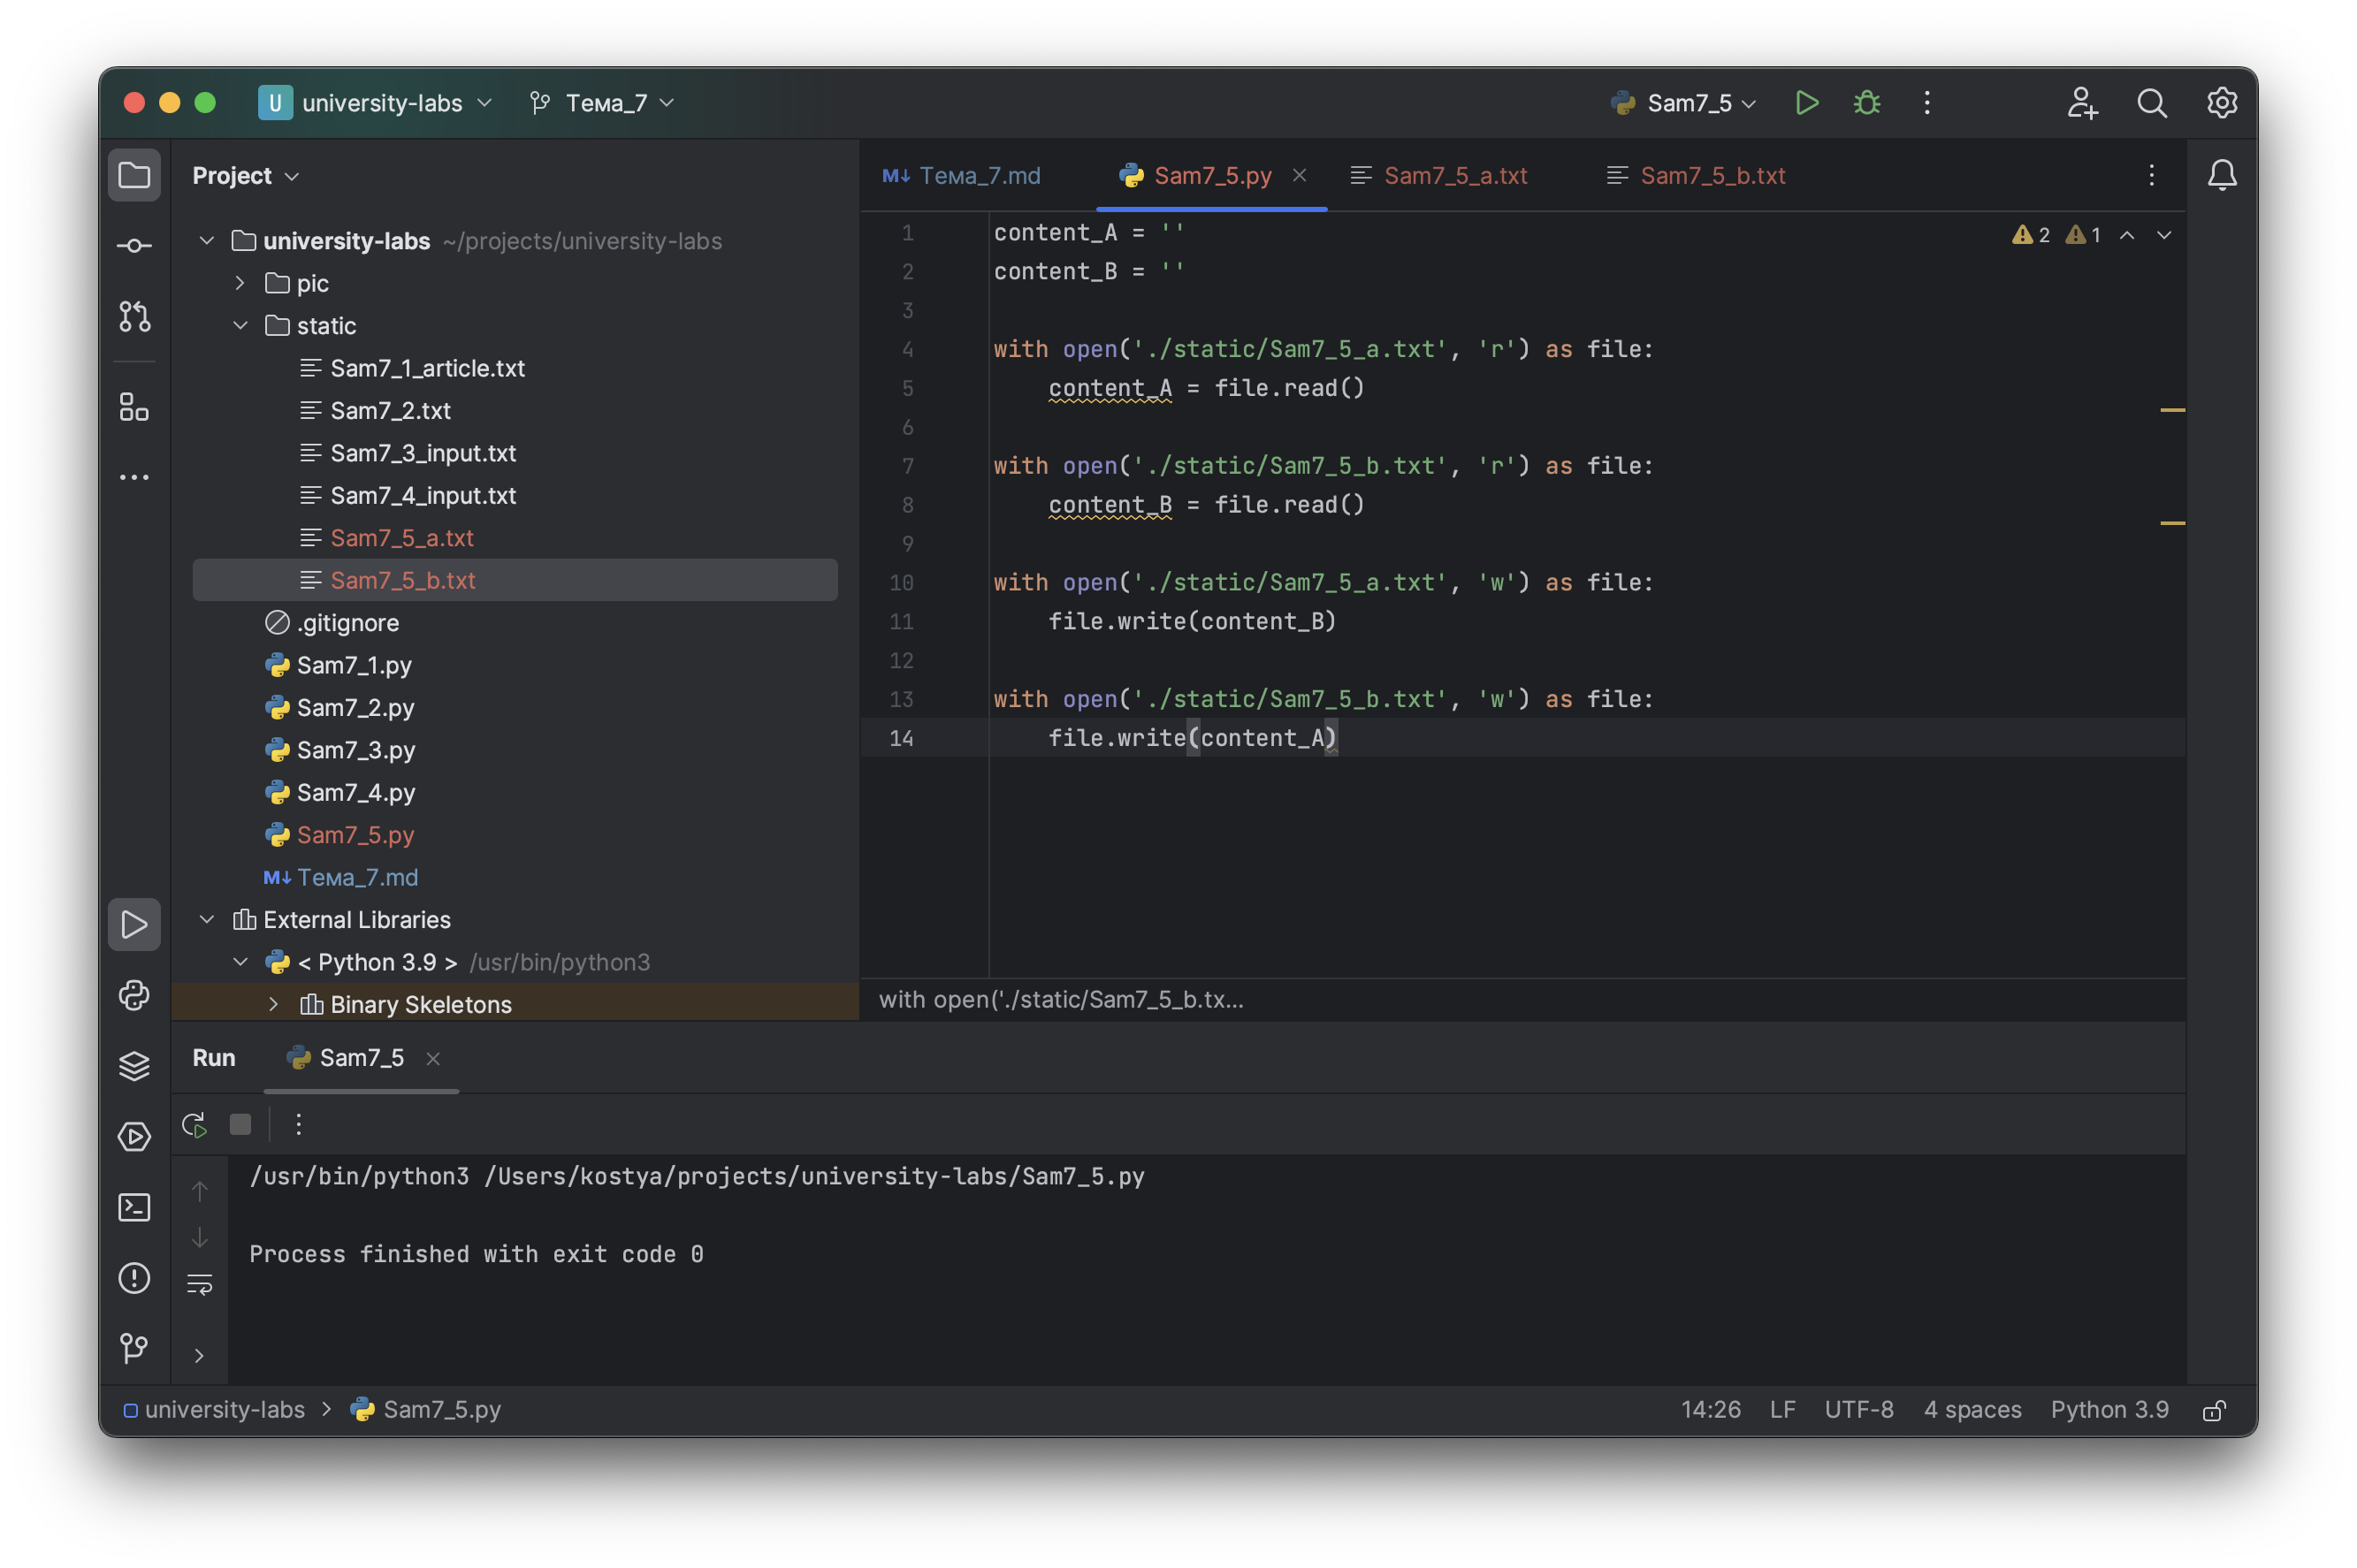 U university-labs Тема_7 Sam7_5
Project
university-labs ~/projects/university-labs
pic
static
Sam7_1_article.txt
Sam7_2.txt
Sam7_3_input.txt
Sam7_4_input.txt
Sam7_5_a.txt
Sam7_5_b.txt
.gitignore
Sam7_1.py
Sam7_2.py
Sam7_3.py
Sam7_4.py
Sam7_5.py
M↓ Тема_7.md
External Libraries
< Python 3.9 > /usr/bin/python3
Binary Skeletons
M↓ Тема_7.md Sam7_5.py Sam7_5_a.txt Sam7_5_b.txt
2 1
1 content_A = ''
2 content_B = ''
3
4 with open('./static/Sam7_5_a.txt', 'r') as file:
5 content_A = file.read()
6
7 with open('./static/Sam7_5_b.txt', 'r') as file:
8 content_B = file.read()
9
10 with open('./static/Sam7_5_a.txt', 'w') as file:
11 file.write(content_B)
12
13 with open('./static/Sam7_5_b.txt', 'w') as file:
14 file.write(content_A)
with open('./static/Sam7_5_b.tx...
Run Sam7_5
/usr/bin/python3 /Users/kostya/projects/university-labs/Sam7_5.py
Process finished with exit code 0
university-labs > Sam7_5.py 14:26 LF UTF-8 4 spaces Python 3.9